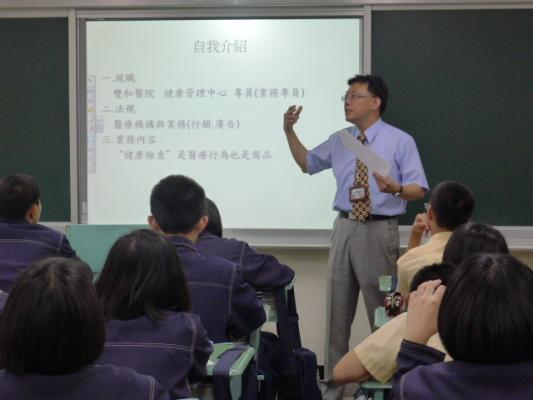 自我介紹
一.現職
雙和醫院 健康管理中心 專員(業務專員)
二.法規
醫療機構與業務(行銷.廣告)
三.業務內容
“健康檢查”是醫療行為也是商品